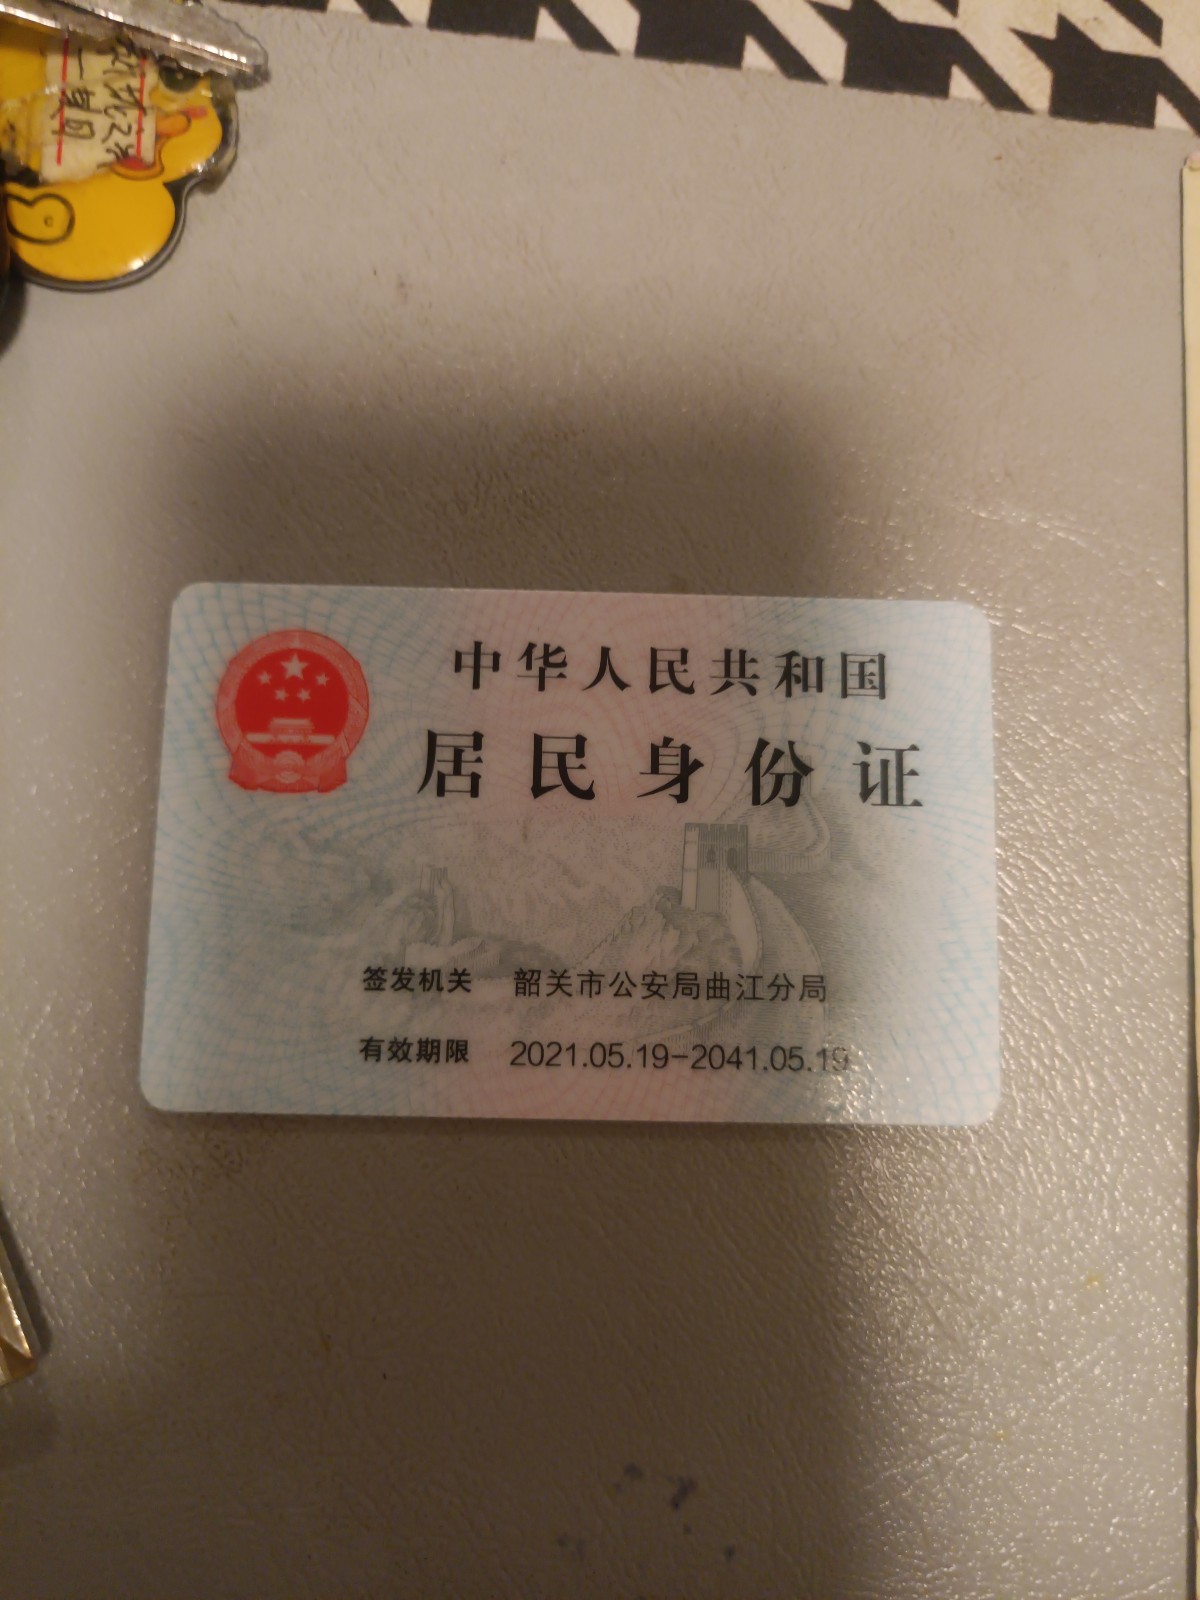 中华人民共和国
居民身份证
签发机关 韶关市公安局曲江分局
有效期限 2021.05.19-2041.05.19